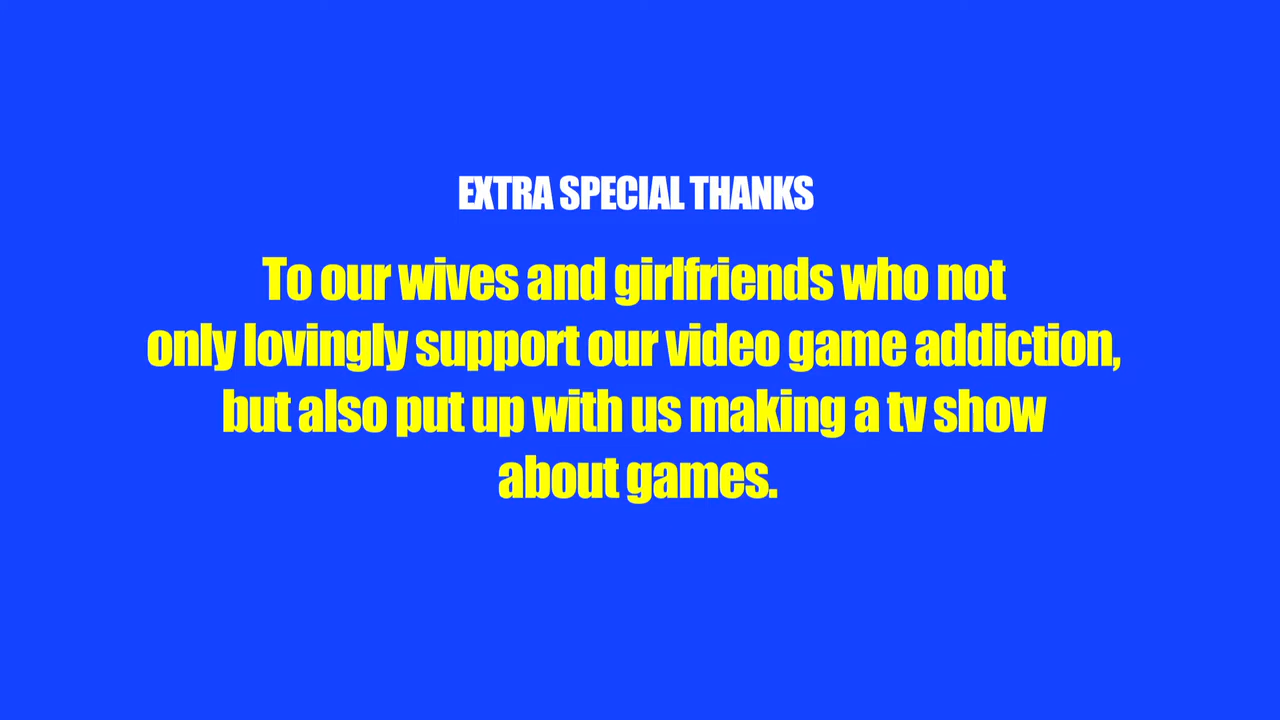 EXTRA SPECIAL THANKS
To our wives and girlfriends who not
only lovingly support our video game addiction,
but also put up with us making a tv show
about games.